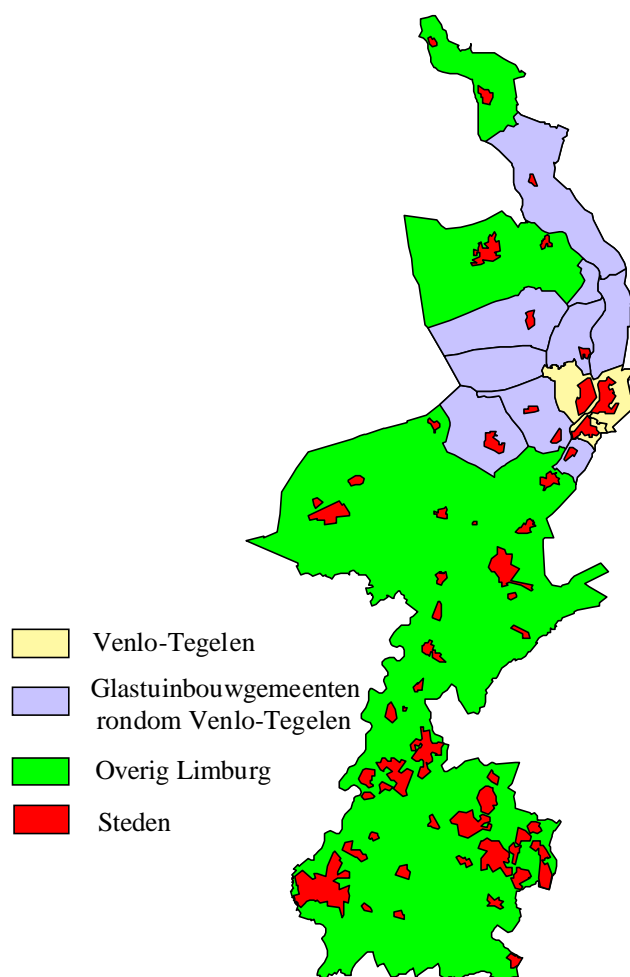 Venlo-Tegelen
Glastuinbouwgemeenten
rondom Venlo-Tegelen
Overig Limburg
Steden